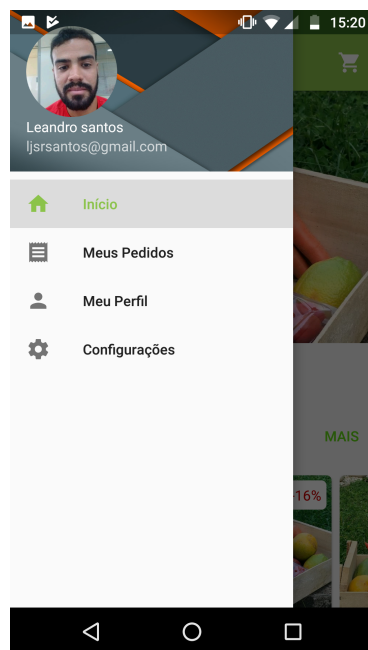 15:20
Leandro santos
ljsrsantos@gmail.com
Início
Meus Pedidos
Meu Perfil
Configurações
MAIS
-16%